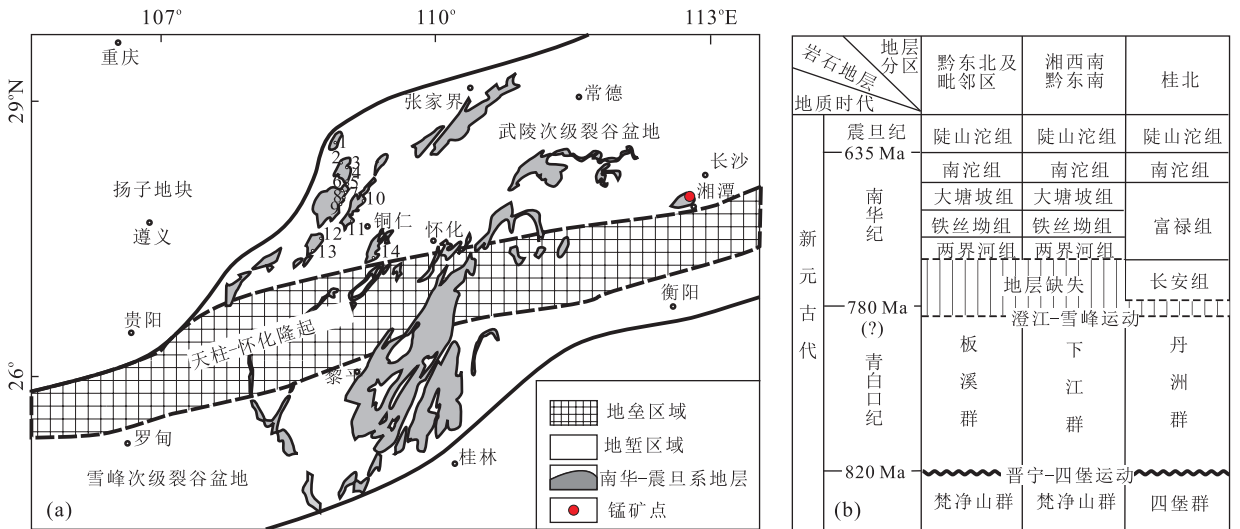 107°
110°
113°E
29°N
26°
重庆
张家界
常德
武陵次级裂谷盆地
长沙
湘潭
扬子地块
遵义
1
2
3
4
5
6
9
10
11
铜仁
怀化
12
13
14
衡阳
贵阳
天柱-怀化隆起
黎平
罗甸
桂林
雪峰次级裂谷盆地
(a)
地垒区域
地堑区域
南华-震旦系地层
锰矿点
岩石地层
地层分区
地质时代
黔东北及毗邻区
湘西南黔东南
桂北
新元古代
震旦纪
陡山沱组
陡山沱组
陡山沱组
635 Ma
南华纪
南沱组
南沱组
南沱组
大塘坡组
大塘坡组
富禄组
铁丝坳组
铁丝坳组
两界河组
两界河组
地层缺失
长安组
780 Ma
(?)
澄江-雪峰运动
青白口纪
板溪群
下江群
丹洲群
820 Ma
晋宁-四堡运动
(b)
梵净山群
梵净山群
四堡群